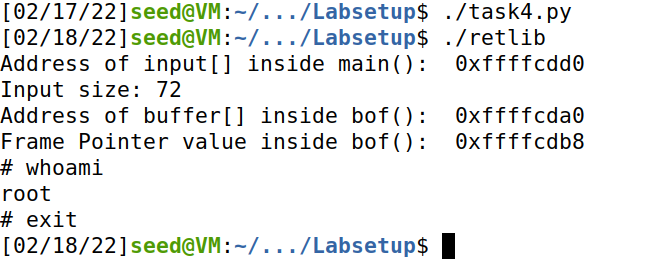 [02/17/22]seed@VM:~/.../Labsetup$ ./task4.py
[02/18/22]seed@VM:~/.../Labsetup$ ./retlib
Address of input[] inside main():  0xffffcdd0
Input size: 72
Address of buffer[] inside bof():  0xffffcda0
Frame Pointer value inside bof():  0xffffcdb8
# whoami
root
# exit
[02/18/22]seed@VM:~/.../Labsetup$